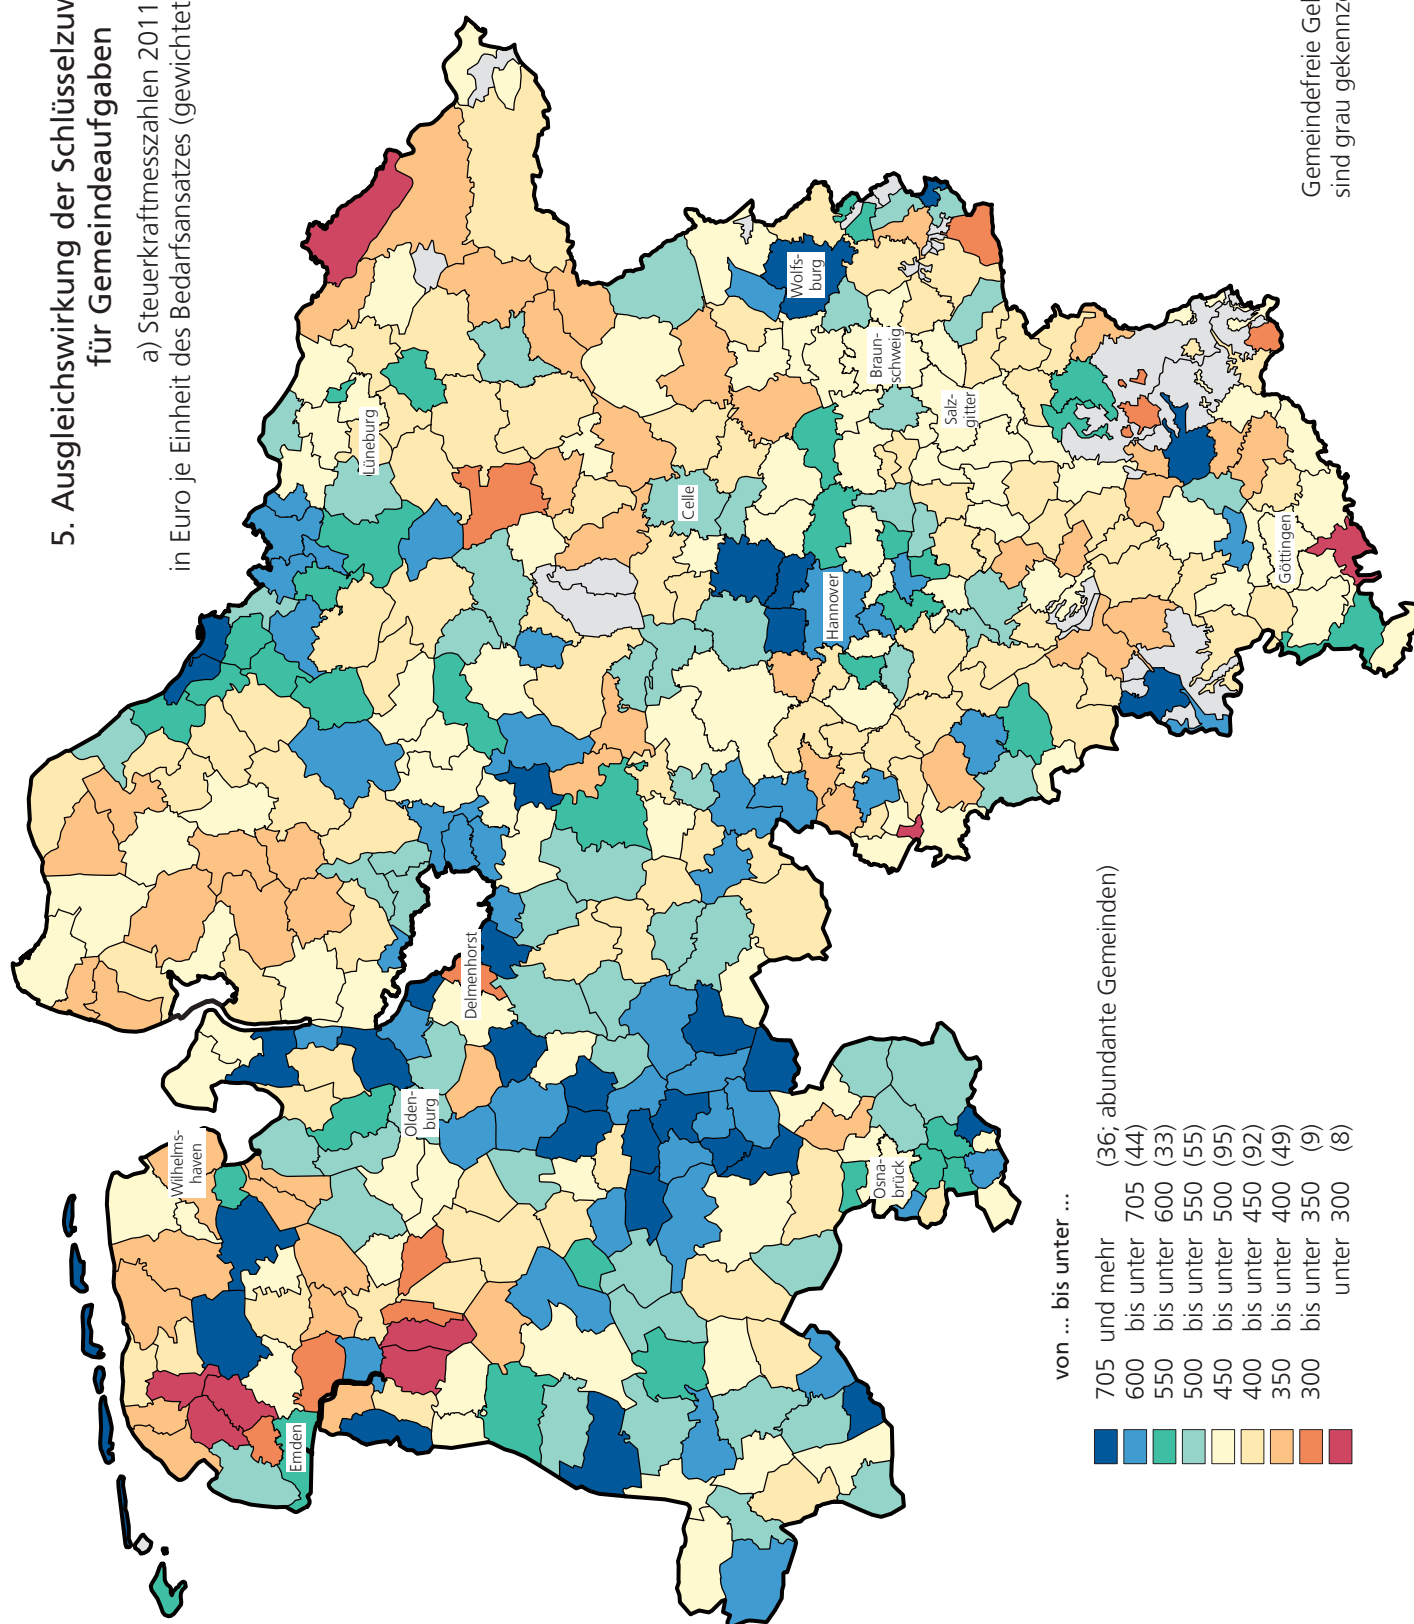 5. Ausgleichswirkung der
für Gemeindeaufgaben
a) Steuerkraftmesszahlen 2011
in Euro je Einheit des Bedarfsansatzes (gewichtet
Gemeindefreie
sind grau
Lüneburg
Wolfs-
burg
Braun-
schweig
Salz-
gitter
Celle
Hannover
Göttingen
Delmenhorst
Olden-
burg
Wilhelms-
haven
Osna-
brück
Emden
von ... bis unter ...
705 und mehr (36; abundante Gemeinden)
600 bis unter 705 (44)
550 bis unter 600 (33)
500 bis unter 550 (55)
450 bis unter 500 (95)
400 bis unter 450 (92)
350 bis unter 400 (49)
300 bis unter 350 (9)
unter 300 (8)